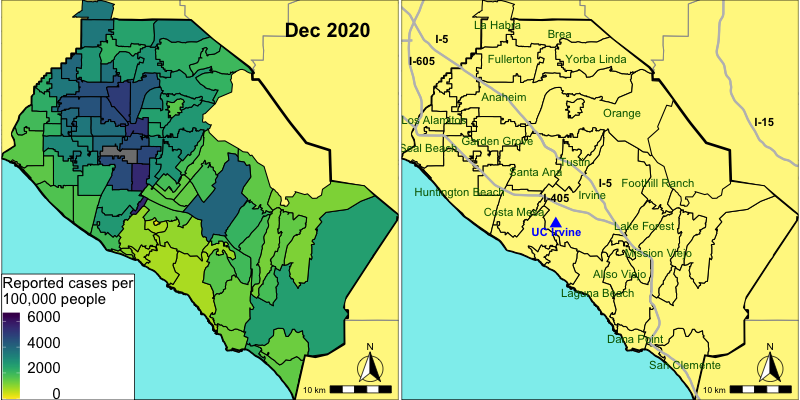 Dec 2020
Reported cases per
100,000 people
6000
4000
2000
0
N
10 km
La Habra
Brea
I-5
I-605
Fullerton
Yorba Linda
Anaheim
Orange
I-15
Los Alamitos
Seal Beach
Garden Grove
Tustin
Santa Ana
I-5
Foothill Ranch
Huntington Beach
I-405
Irvine
Costa Mesa
UC Irvine
Lake Forest
Mission Viejo
Aliso Viejo
Laguna Beach
Dana Point
San Clemente
N
10 km